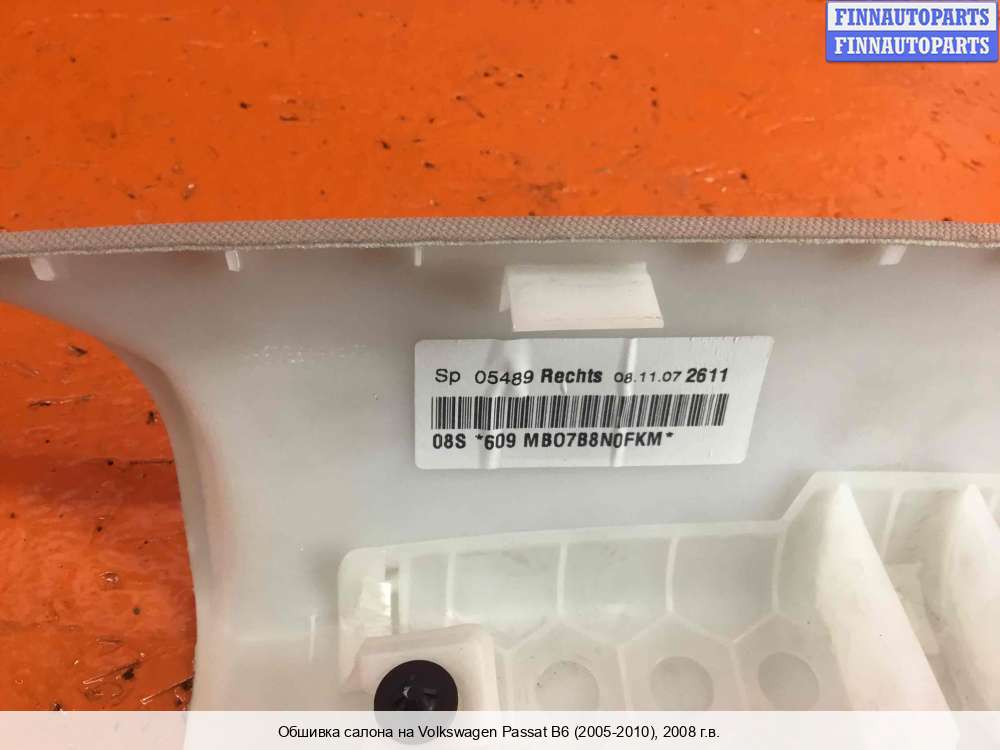 FINNAUTOPARTS
FINNAUTOPARTS
Sp 05489 Rechts 08.11.07 2611
08S *609 MBO7B8N0FKM*
Обшивка салона на Volkswagen Passat B6 (2005-2010), 2008 г.в.